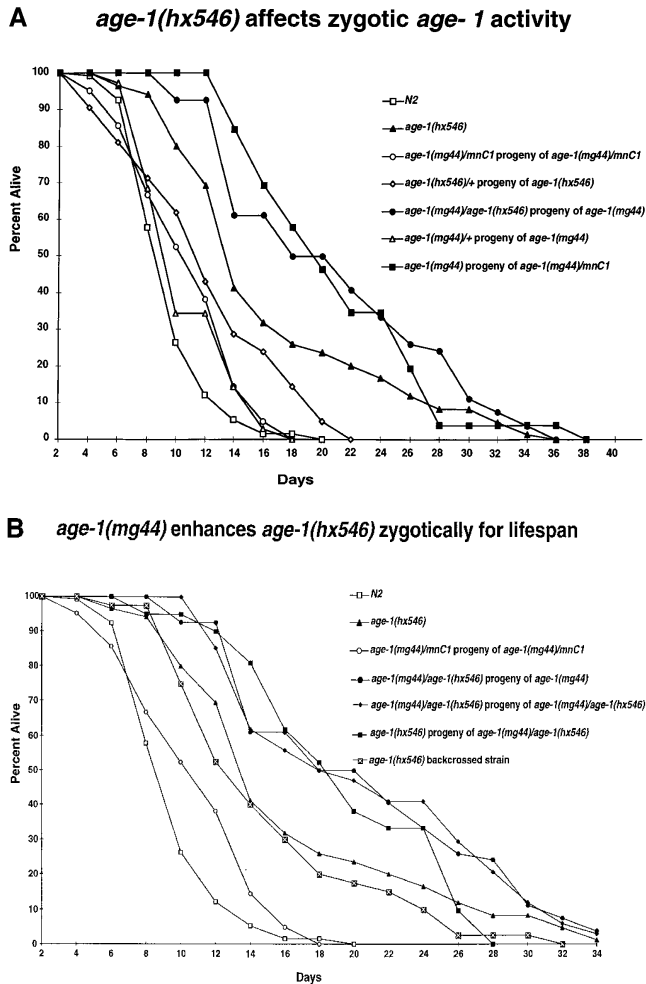 A
age-1(hx546) affects zygotic age- 1 activity
100
90
80
70
60
50
40
30
20
10
0
Percent Alive
2 4 6 8 10 12 14 16 18 20 22 24 26 28 30 32 34 36 38 40
Days
N2
age-1(hx546)
age-1(mg44)/mnC1 progeny of age-1(mg44)/mnC1
age-1(hx546)/+ progeny of age-1(hx546)
age-1(mg44)/age-1(hx546) progeny of age-1(mg44)
age-1(mg44)/+ progeny of age-1(mg44)
age-1(mg44) progeny of age-1(mg44)/mnC1
B
age-1(mg44) enhances age-1(hx546) zygotically for lifespan
100
90
80
70
60
50
40
30
20
10
0
Percent Alive
2 4 6 8 10 12 14 16 18 20 22 24 26 28 30 32 34
Days
N2
age-1(hx546)
age-1(mg44)/mnC1 progeny of age-1(mg44)/mnC1
age-1(mg44)/age-1(hx546) progeny of age-1(mg44)
age-1(mg44)/age-1(hx546) progeny of age-1(mg44)/age-1(hx546)
age-1(hx546) progeny of age-1(mg44)/age-1(hx546)
age-1(hx546) backcrossed strain